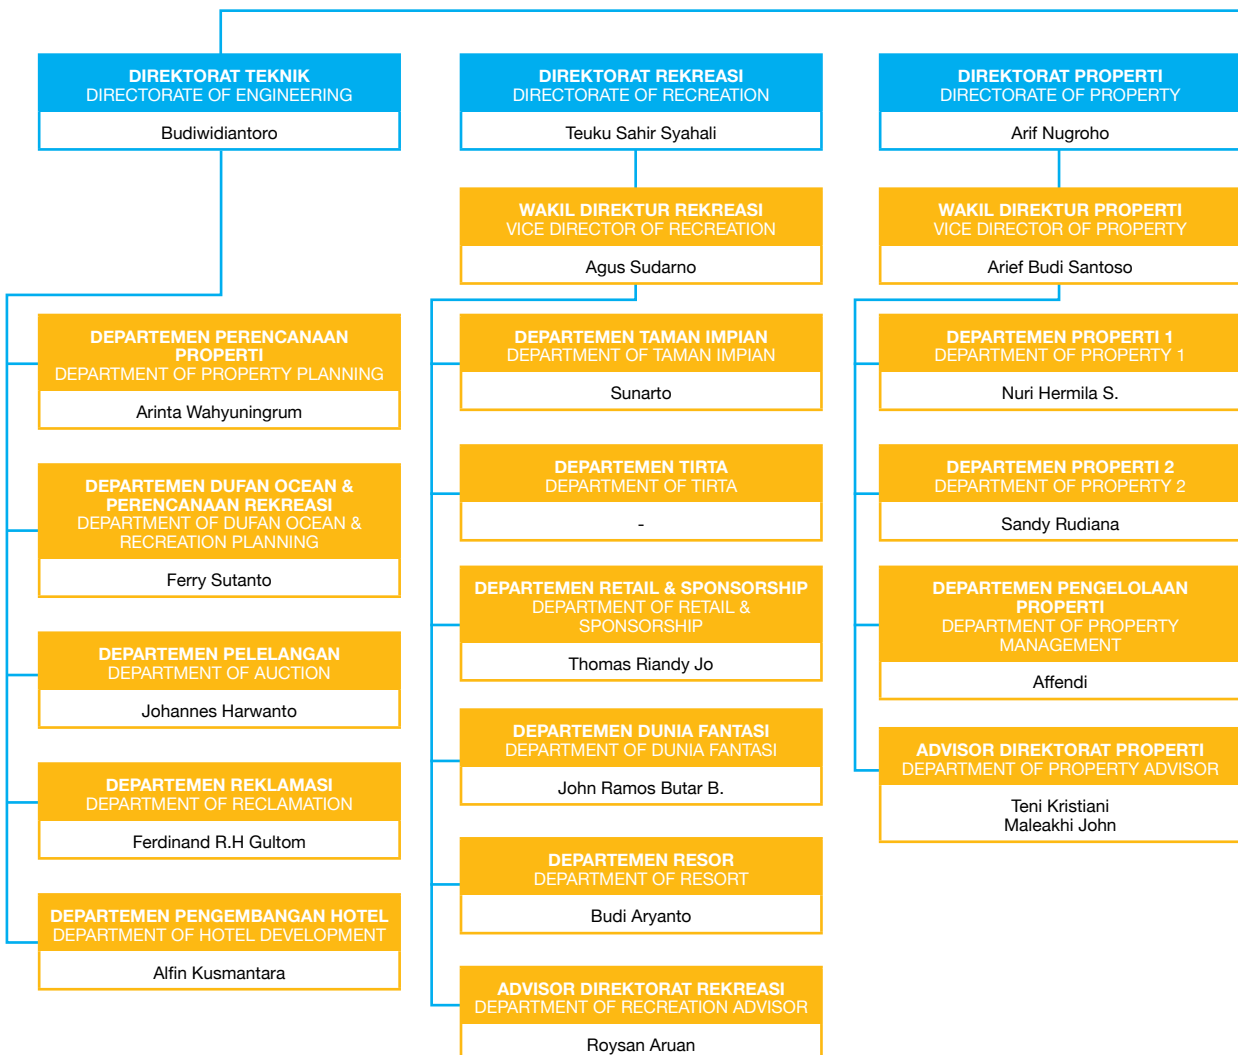 DIREKTORAT TEKNIK
DIRECTORATE OF ENGINEERING
Budiwidiantoro
DEPARTEMEN PERENCANAAN
PROPERTI
DEPARTMENT OF PROPERTY PLANNING
Arinta Wahyuningrum
DEPARTEMEN DUFAN OCEAN &
PERENCANAAN REKREASI
DEPARTMENT OF DUFAN OCEAN &
RECREATION PLANNING
Ferry Sutanto
DEPARTEMEN PELELANGAN
DEPARTMENT OF AUCTION
Johannes Harwanto
DEPARTEMEN REKLAMASI
DEPARTMENT OF RECLAMATION
Ferdinand R.H Gultom
DEPARTEMEN PENGEMBANGAN HOTEL
DEPARTMENT OF HOTEL DEVELOPMENT
Alfin Kusmantara
DIREKTORAT REKREASI
DIRECTORATE OF RECREATION
Teuku Sahir Syahali
WAKIL DIREKTUR REKREASI
VICE DIRECTOR OF RECREATION
Agus Sudarno
DEPARTEMEN TAMAN IMPIAN
DEPARTMENT OF TAMAN IMPIAN
Sunarto
DEPARTEMEN TIRTA
DEPARTMENT OF TIRTA
-
DEPARTEMEN RETAIL & SPONSORSHIP
DEPARTMENT OF RETAIL &
SPONSORSHIP
Thomas Riandy Jo
DEPARTEMEN DUNIA FANTASI
DEPARTMENT OF DUNIA FANTASI
John Ramos Butar B.
DEPARTEMEN RESOR
DEPARTMENT OF RESORT
Budi Aryanto
ADVISOR DIREKTORAT REKREASI
DEPARTMENT OF RECREATION ADVISOR
Roysan Aruan
DIREKTORAT PROPERTI
DIRECTORATE OF PROPERTY
Arif Nugroho
WAKIL DIREKTUR PROPERTI
VICE DIRECTOR OF PROPERTY
Arief Budi Santoso
DEPARTEMEN PROPERTI 1
DEPARTMENT OF PROPERTY 1
Nuri Hermila S.
DEPARTEMEN PROPERTI 2
DEPARTMENT OF PROPERTY 2
Sandy Rudiana
DEPARTEMEN PENGELOLAAN
PROPERTI
DEPARTMENT OF PROPERTY
MANAGEMENT
Affendi
ADVISOR DIREKTORAT PROPERTI
DEPARTMENT OF PROPERTY ADVISOR
Teni Kristiani
Maleakhi John